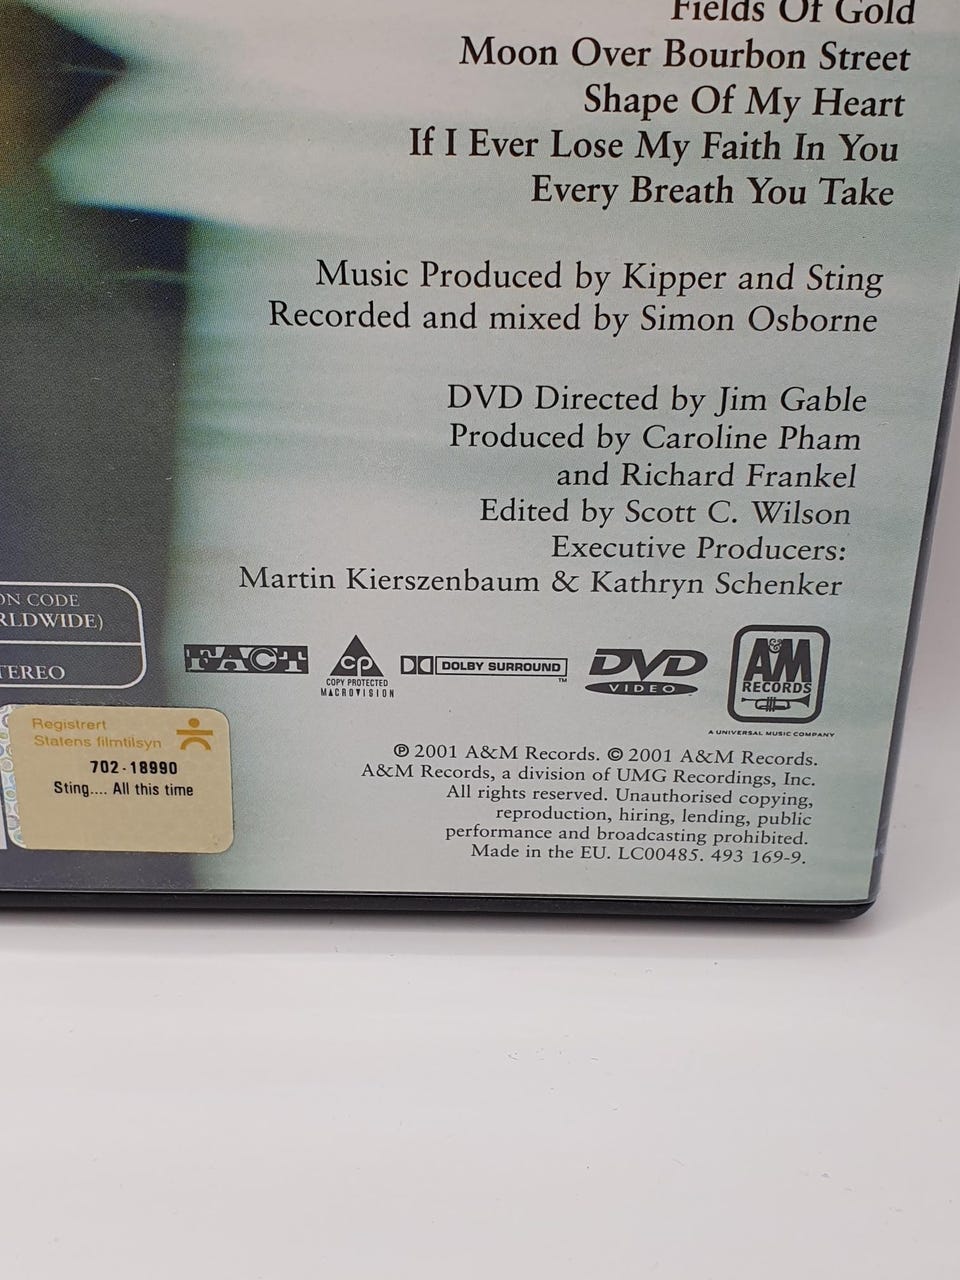 Fields Of Gold
Moon Over Bourbon Street
Shape Of My Heart
If I Ever Lose My Faith In You
Every Breath You Take
Music Produced by Kipper and Sting
Recorded and mixed by Simon Osborne
DVD Directed by Jim Gable
Produced by Caroline Pham
and Richard Frankel
Edited by Scott C. Wilson
Executive Producers:
Martin Kierszenbaum & Kathryn Schenker
ON CODE
RLDWIDE)
TEREO
FACT
CP
COPY PROTECTED
MACROVISION
DOLBY SURROUND
TM
DVD
VIDEO
A&M
RECORDS
A UNIVERSAL MUSIC COMPANY
Registrert
Statens filmtilsyn
702-18990
Sting.... All this time
℗ 2001 A&M Records. © 2001 A&M Records.
A&M Records, a division of UMG Recordings, Inc.
All rights reserved. Unauthorised copying,
reproduction, hiring, lending, public
performance and broadcasting prohibited.
Made in the EU. LC00485. 493 169-9.